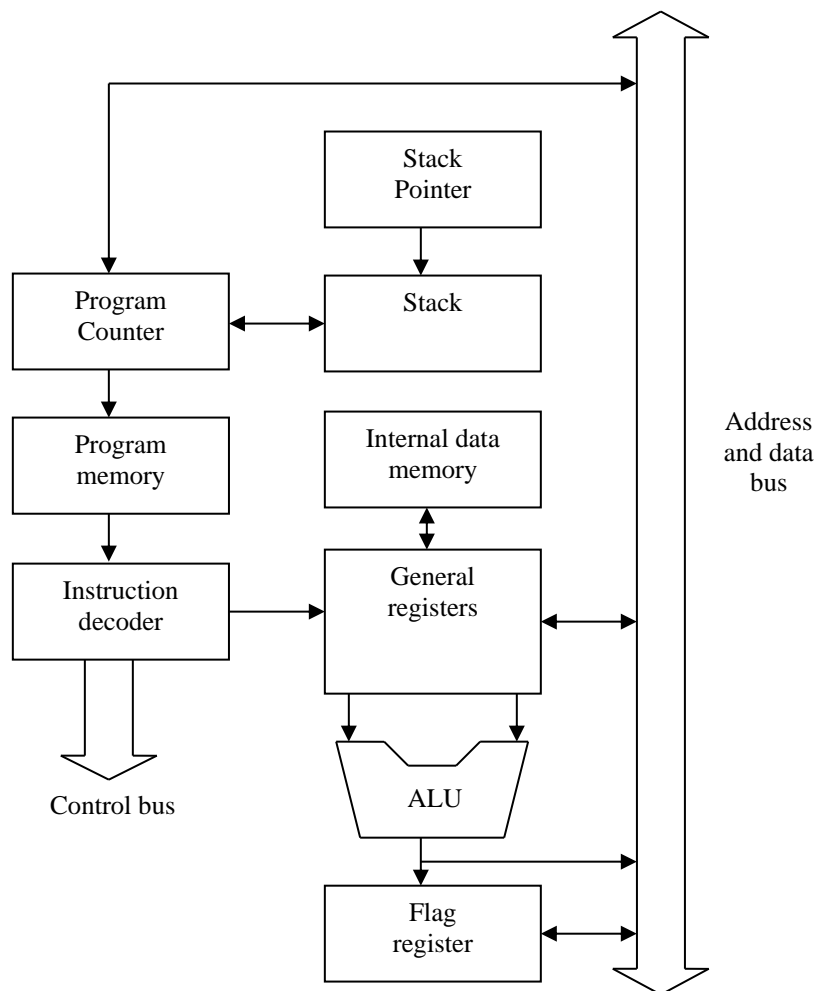 Stack
Pointer
Program
Counter
Stack
Program
memory
Internal data
memory
Address
and data
bus
Instruction
decoder
General
registers
Control bus
ALU
Flag
register